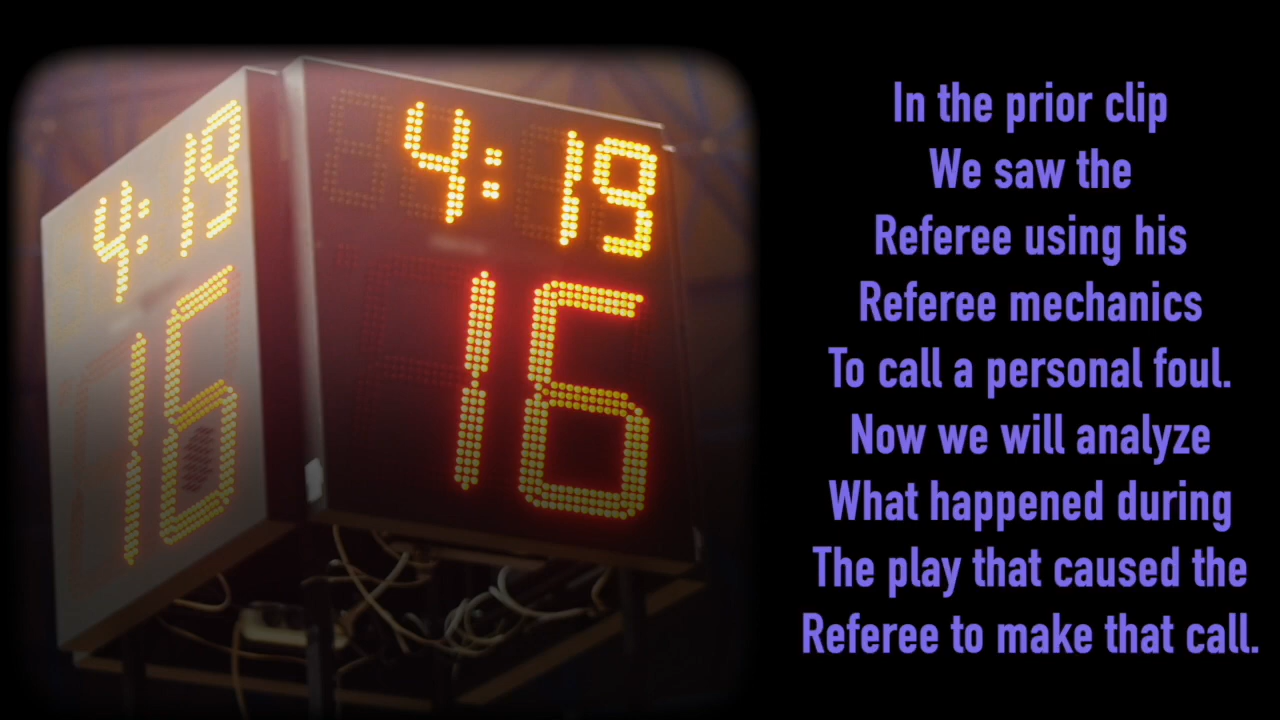 4:19
16
4:19
16
In the prior clip
We saw the
Referee using his
Referee mechanics
To call a personal foul.
Now we will analyze
What happened during
The play that caused the
Referee to make that call.